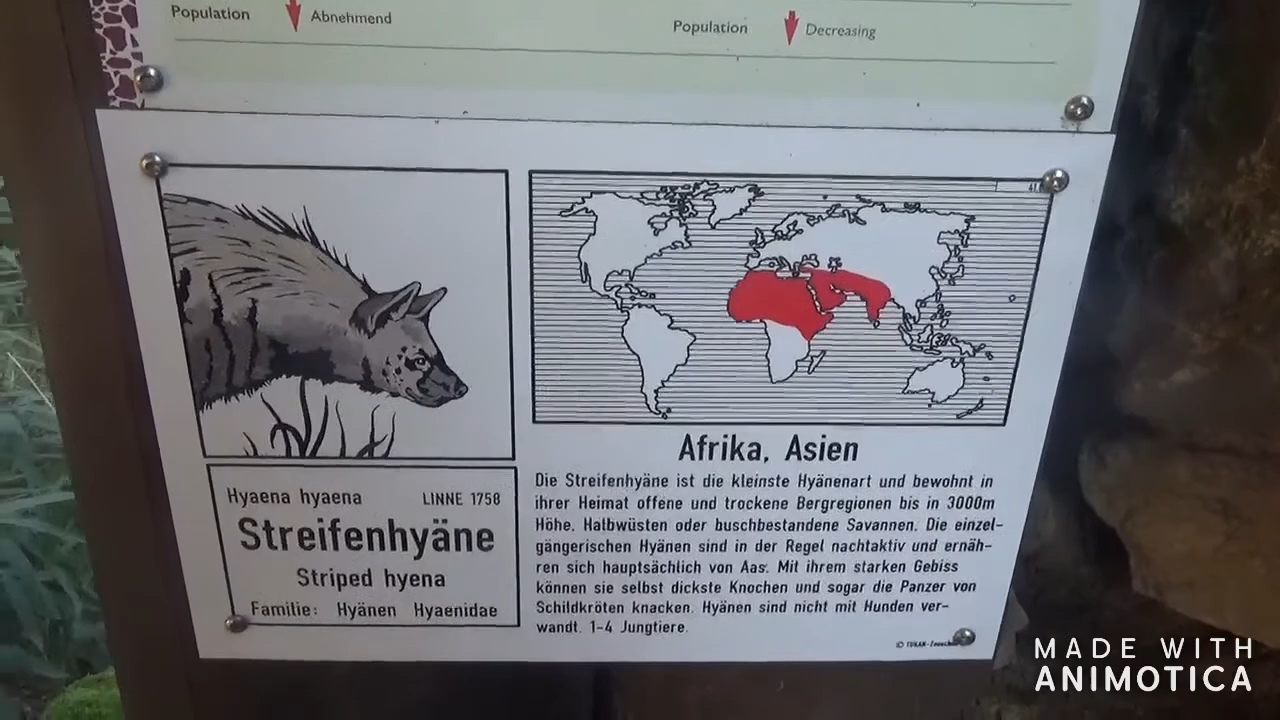 Population Abnehmend
Population Decreasing
Hyaena hyaena LINNE 1758
Streifenhyäne
Striped hyena
Familie: Hyänen Hyaenidae
Afrika, Asien
Die Streifenhyäne ist die kleinste Hyänenart und bewohnt in
ihrer Heimat offene und trockene Bergregionen bis in 3000m
Höhe, Halbwüsten oder buschbestandene Savannen. Die einzel-
gängerischen Hyänen sind in der Regel nachtaktiv und ernäh-
ren sich hauptsächlich von Aas. Mit ihrem starken Gebiss
können sie selbst dickste Knochen und sogar die Panzer von
Schildkröten knacken. Hyänen sind nicht mit Hunden ver-
wandt. 1-4 Jungtiere.
MADE WITH
ANIMOTICA